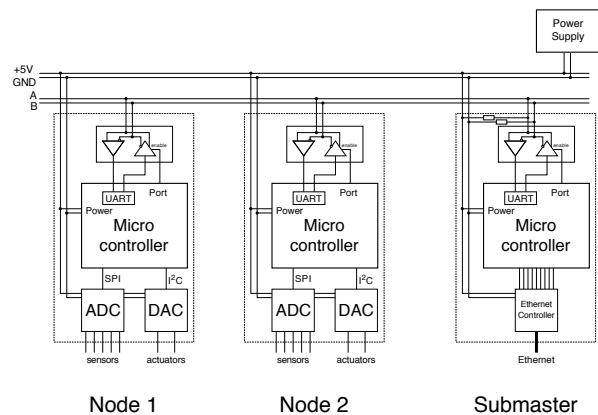 Power
Supply
+5V
GND
A
B
enable
enable
enable
UART
Port
UART
Port
UART
Port
Power
Power
Power
Micro
controller
Micro
controller
Micro
controller
SPI
I²C
SPI
I²C
ADC
DAC
ADC
DAC
Ethernet
Controller
sensors
actuators
sensors
actuators
Ethernet
Node 1
Node 2
Submaster